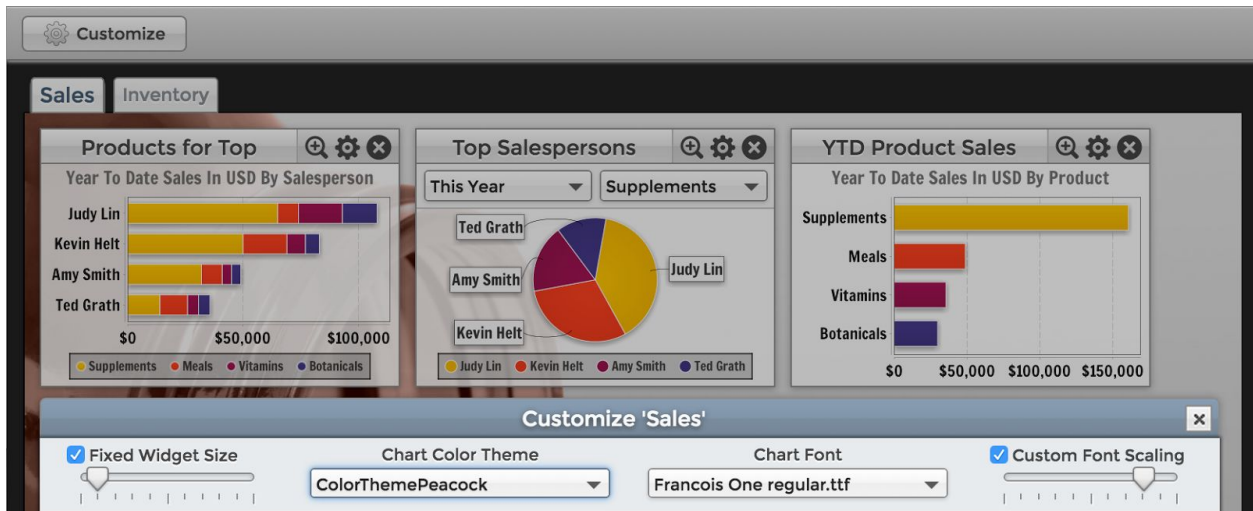 Customize
Sales
Inventory
Products for Top
Year To Date Sales In USD By Salesperson
Judy Lin
Kevin Helt
Amy Smith
Ted Grath
$0 $50,000 $100,000
Supplements Meals Vitamins Botanicals
Top Salespersons
This Year
Supplements
Ted Grath
Judy Lin
Amy Smith
Kevin Helt
Judy Lin Kevin Helt Amy Smith Ted Grath
YTD Product Sales
Year To Date Sales In USD By Product
Supplements
Meals
Vitamins
Botanicals
$0 $50,000 $100,000 $150,000
Customize 'Sales'
Fixed Widget Size
Chart Color Theme
ColorThemePeacock
Chart Font
Francois One regular.ttf
Custom Font Scaling